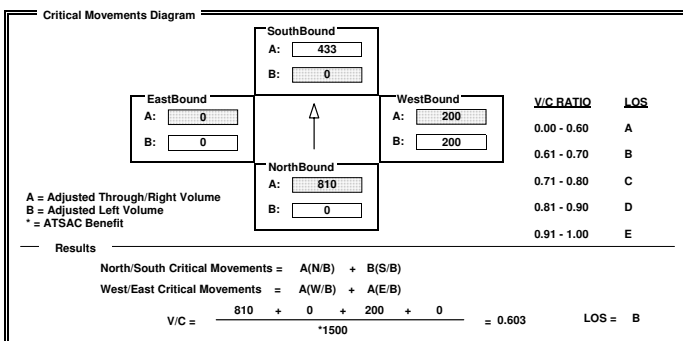 Critical Movements Diagram
SouthBound
A: 433
B: 0
EastBound
A: 0
B: 0
WestBound
A: 200
B: 200
NorthBound
A: 810
B: 0
V/C RATIO LOS
0.00 - 0.60 A
0.61 - 0.70 B
0.71 - 0.80 C
0.81 - 0.90 D
0.91 - 1.00 E
A = Adjusted Through/Right Volume
B = Adjusted Left Volume
* = ATSAC Benefit
Results
North/South Critical Movements = A(N/B) + B(S/B)
West/East Critical Movements = A(W/B) + A(E/B)
V/C = 810 + 0 + 200 + 0 = 0.603 LOS = B
*1500